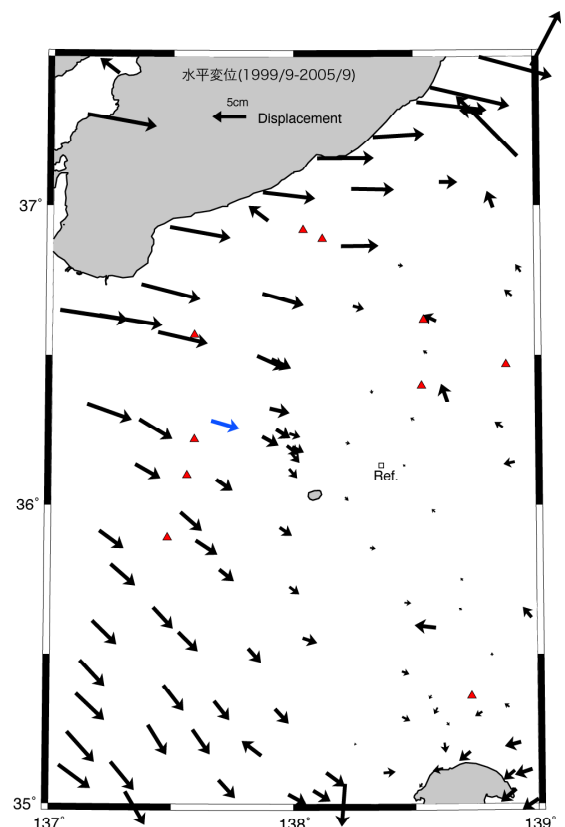 水平変位(1999/9-2005/9)
5cm
Displacement
37°
Ref.
36°
35°
137°
138°
139°